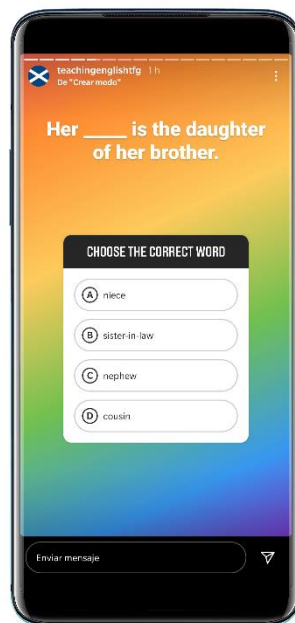 teachingenglishtfg 1 h
De "Crear modo"
Her ____ is the daughter
of her brother.
CHOOSE THE CORRECT WORD
A niece
B sister-in-law
C nephew
D cousin
Enviar mensaje